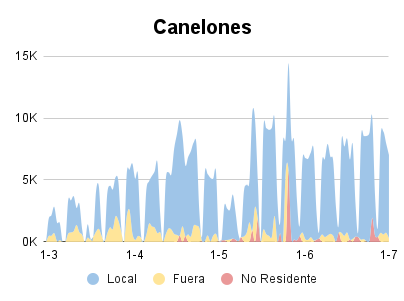 Canelones
15K
10K
5K
0K
1-3 1-4 1-5 1-6 1-7
Local Fuera No Residente